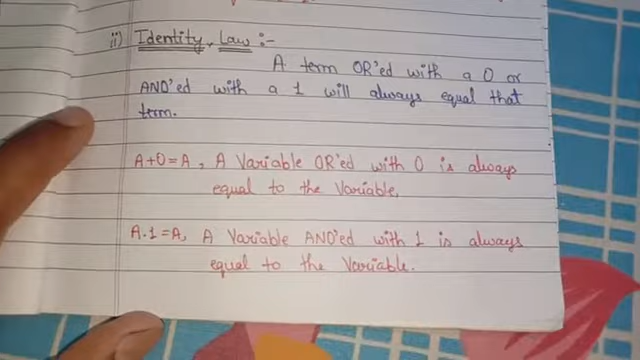 ii) Identity Law :-
A term OR'ed with a 0 or
AND'ed with a 1 will always equal that
term.
A+0=A, A Variable OR'ed with 0 is always
equal to the Variable.
A.1=A, A Variable AND'ed with 1 is always
equal to the Variable.